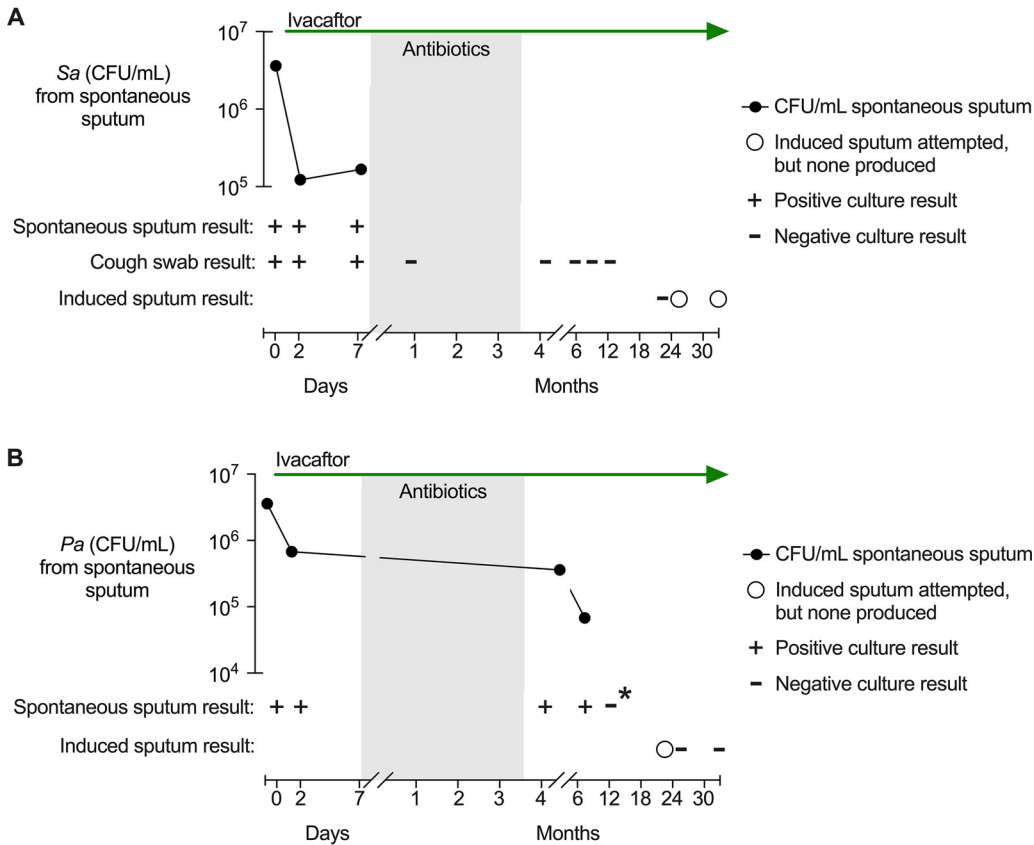 A
Ivacaftor
10⁷
Antibiotics
Sa (CFU/mL)
from spontaneous
sputum
10⁶
10⁵
CFU/mL spontaneous sputum
Induced sputum attempted,
but none produced
+ Positive culture result
- Negative culture result
Spontaneous sputum result: + + +
Cough swab result: + + + - - - - -
Induced sputum result: -
0 2 7 1 2 3 4 6 12 18 24 30
Days Months
B
Ivacaftor
10⁷
Antibiotics
Pa (CFU/mL)
from spontaneous
sputum
10⁶
10⁵
10⁴
CFU/mL spontaneous sputum
Induced sputum attempted,
but none produced
+ Positive culture result
- Negative culture result
Spontaneous sputum result: + + + + - *
Induced sputum result: - -
0 2 7 1 2 3 4 6 12 18 24 30
Days Months